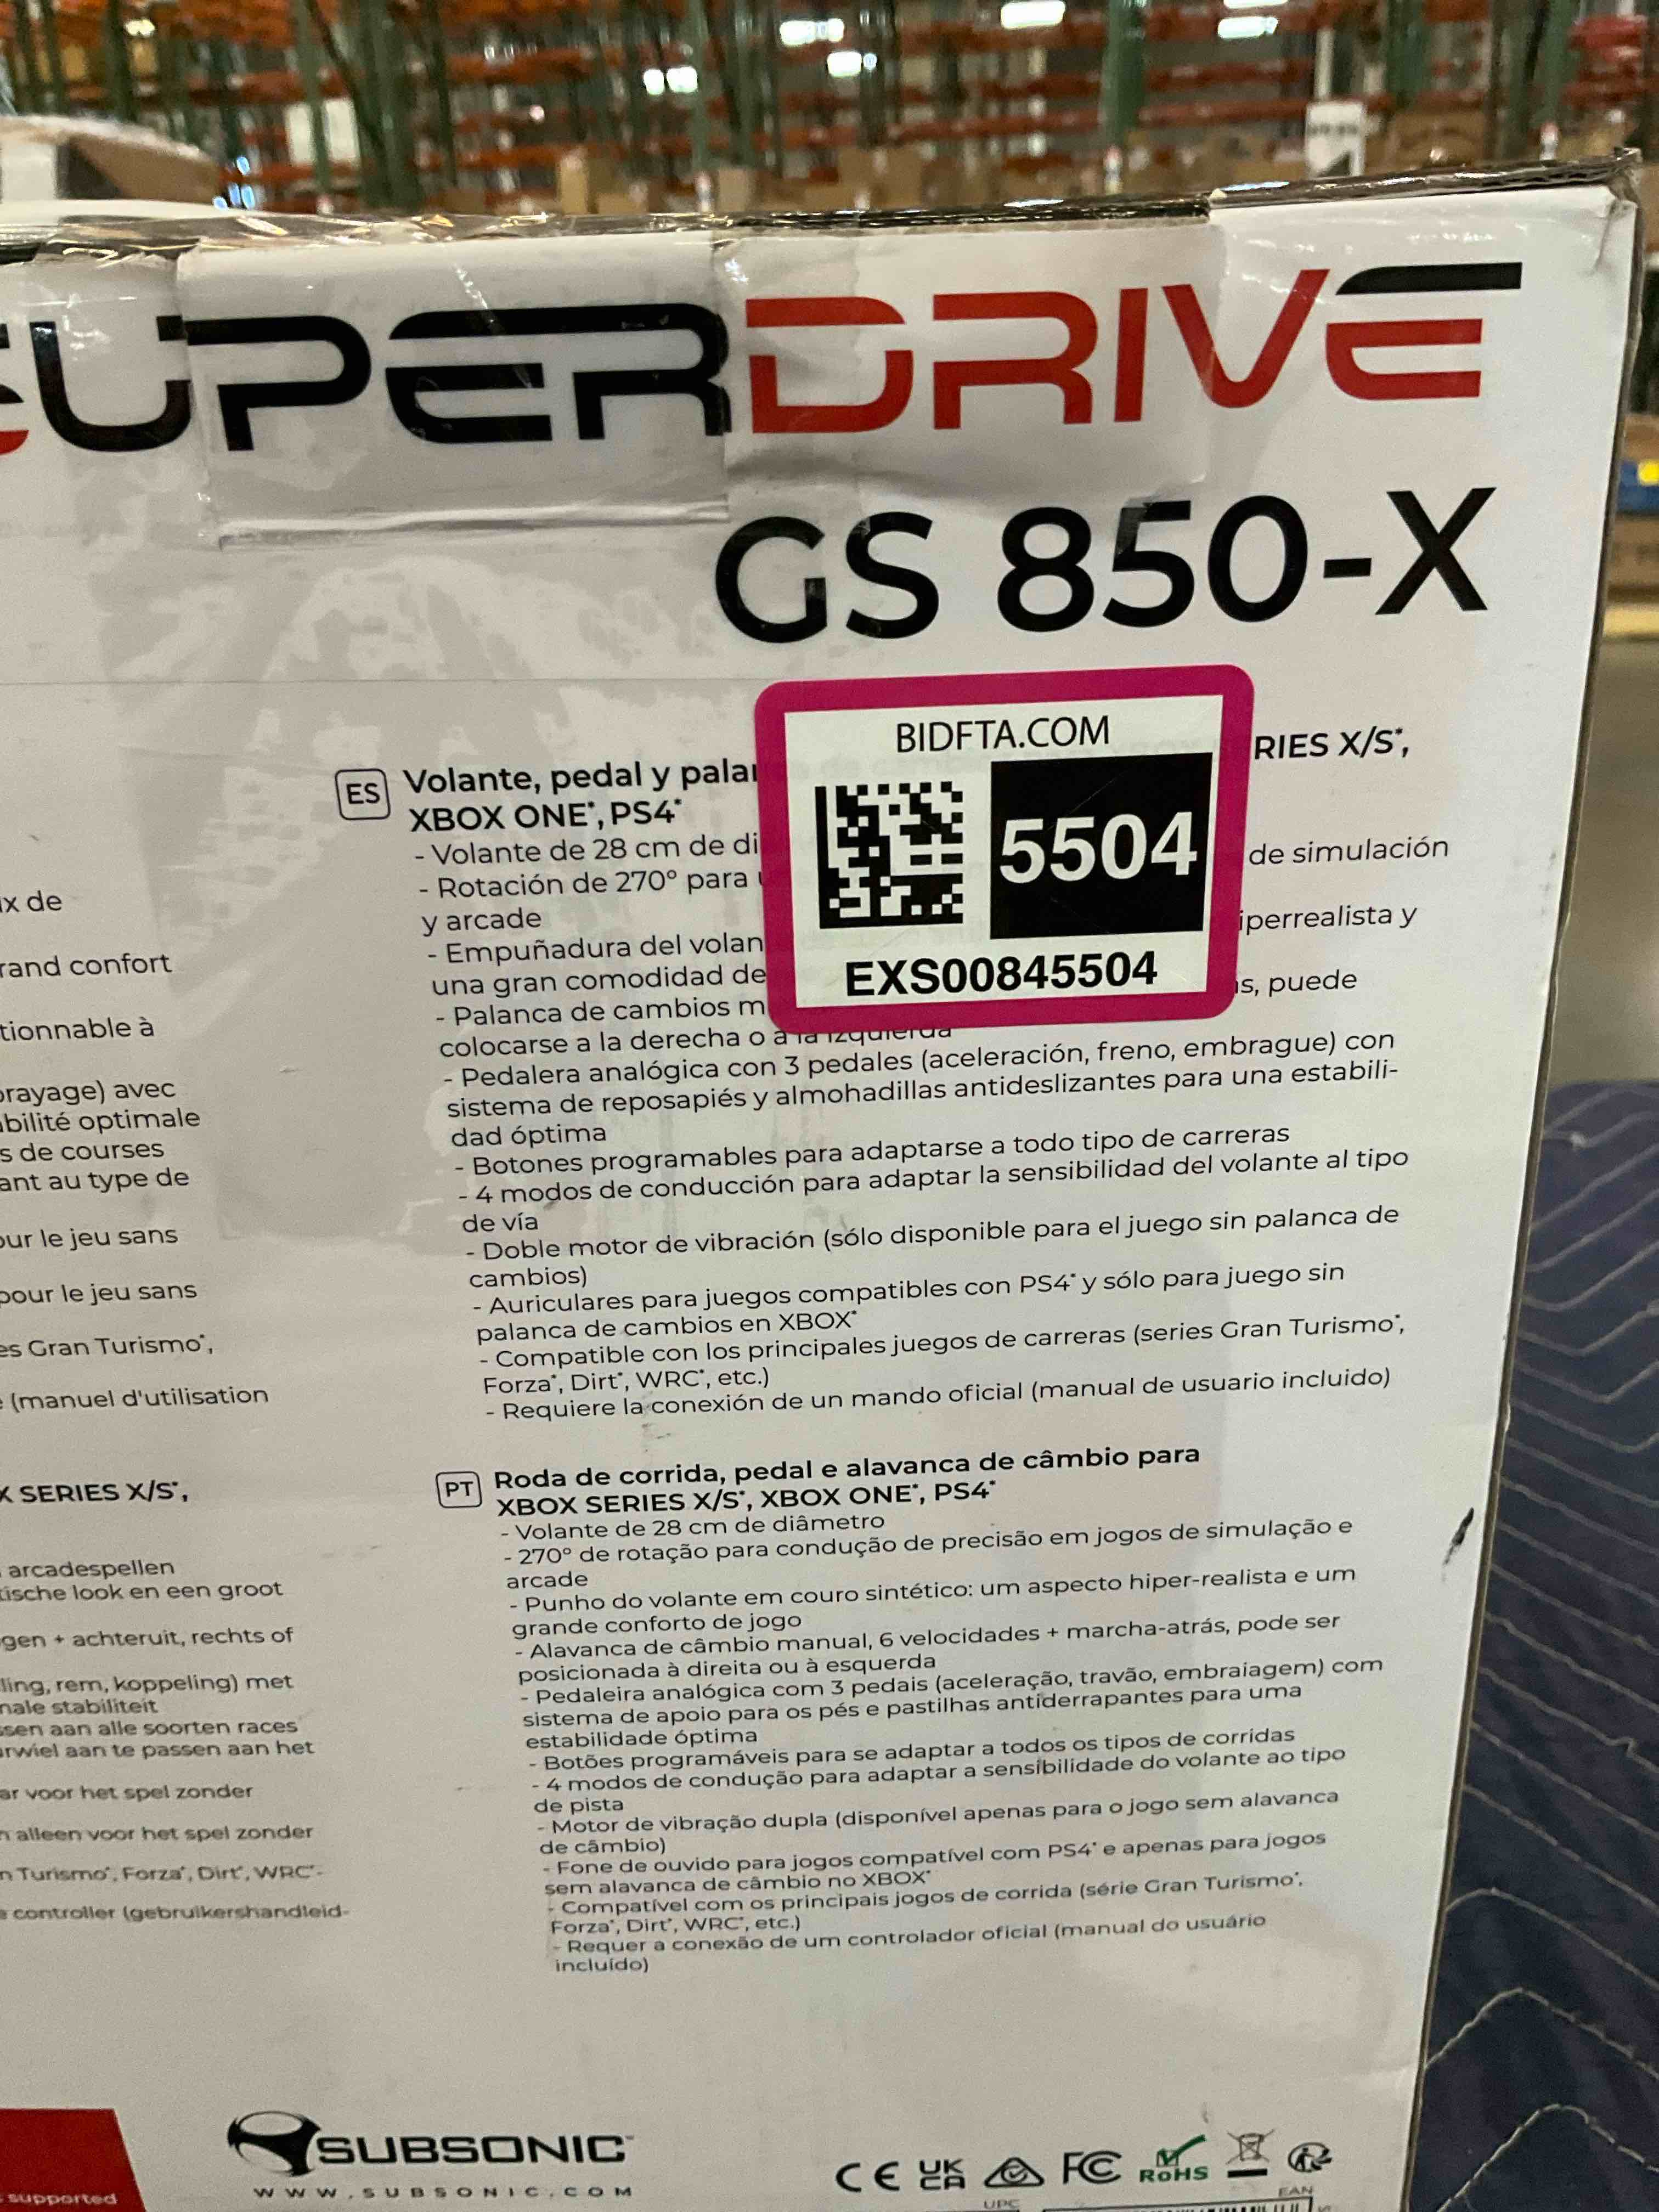 SUPERDRIVE
GS 850-X
BIDFTA.COM
5504
EXS00845504
ES Volante, pedal y RIES X/S*,
XBOX ONE*, PS4*
- Volante de 28 cm de
- Rotación de 270° para de simulación
y arcade
- Empuñadura del iperrealista y
una gran comodidad de
- Palanca de cambios puede
colocarse a la derecha o a la izquierda
- Pedalera analógica con 3 pedales (aceleración, freno, embrague) con
sistema de reposapiés y almohadillas antideslizantes para una estabili-
dad óptima
- Botones programables para adaptarse a todo tipo de carreras
- 4 modos de conducción para adaptar la sensibilidad del volante al tipo
de vía
- Doble motor de vibración (sólo disponible para el juego sin palanca de
cambios)
- Auriculares para juegos compatibles con PS4* y sólo para juego sin
palanca de cambios en XBOX*
- Compatible con los principales juegos de carreras (series Gran Turismo*,
Forza*, Dirt*, WRC*, etc.)
- Requiere la conexión de un mando oficial (manual de usuario incluido)
PT Roda de corrida, pedal e alavanca de câmbio para
XBOX SERIES X/S*, XBOX ONE*, PS4*
- Volante de 28 cm de diâmetro
- 270° de rotação para condução de precisão em jogos de simulação e
arcade
- Punho do volante em couro sintético: um aspecto hiper-realista e um
grande conforto de jogo
- Alavanca de câmbio manual, 6 velocidades + marcha-atrás, pode ser
posicionada à direita ou à esquerda
- Pedaleira analógica com 3 pedais (aceleração, travão, embraiagem) com
sistema de apoio para os pés e pastilhas antiderrapantes para uma
estabilidade óptima
- Botões programáveis para se adaptar a todos os tipos de corridas
- 4 modos de condução para adaptar a sensibilidade do volante ao tipo
de pista
- Motor de vibração dupla (disponível apenas para o jogo sem alavanca
de câmbio)
- Fone de ouvido para jogos compatível com PS4* e apenas para jogos
sem alavanca de câmbio no XBOX*
- Compatível com os principais jogos de corrida (série Gran Turismo*,
Forza*, Dirt*, WRC*, etc.)
- Requer a conexão de um controlador oficial (manual do usuário
incluído)
de
confort
à
avec
optimale
de courses
au type de
le jeu sans
pour le jeu sans
Gran Turismo*,
(manuel d'utilisation
SERIES X/S*,
arcadespellen
look en een groot
+ achteruit, rechts of
rem, koppeling) met
stabiliteit
aan alle soorten races
aan te passen aan het
voor het spel zonder
alleen voor het spel zonder
Turismo*, Forza*, Dirt*, WRC*-
controller (gebruikershandleid-
supported
SUBSONIC
WWW.SUBSONIC.COM
CE UK CA FC RoHS
UPC
EAN